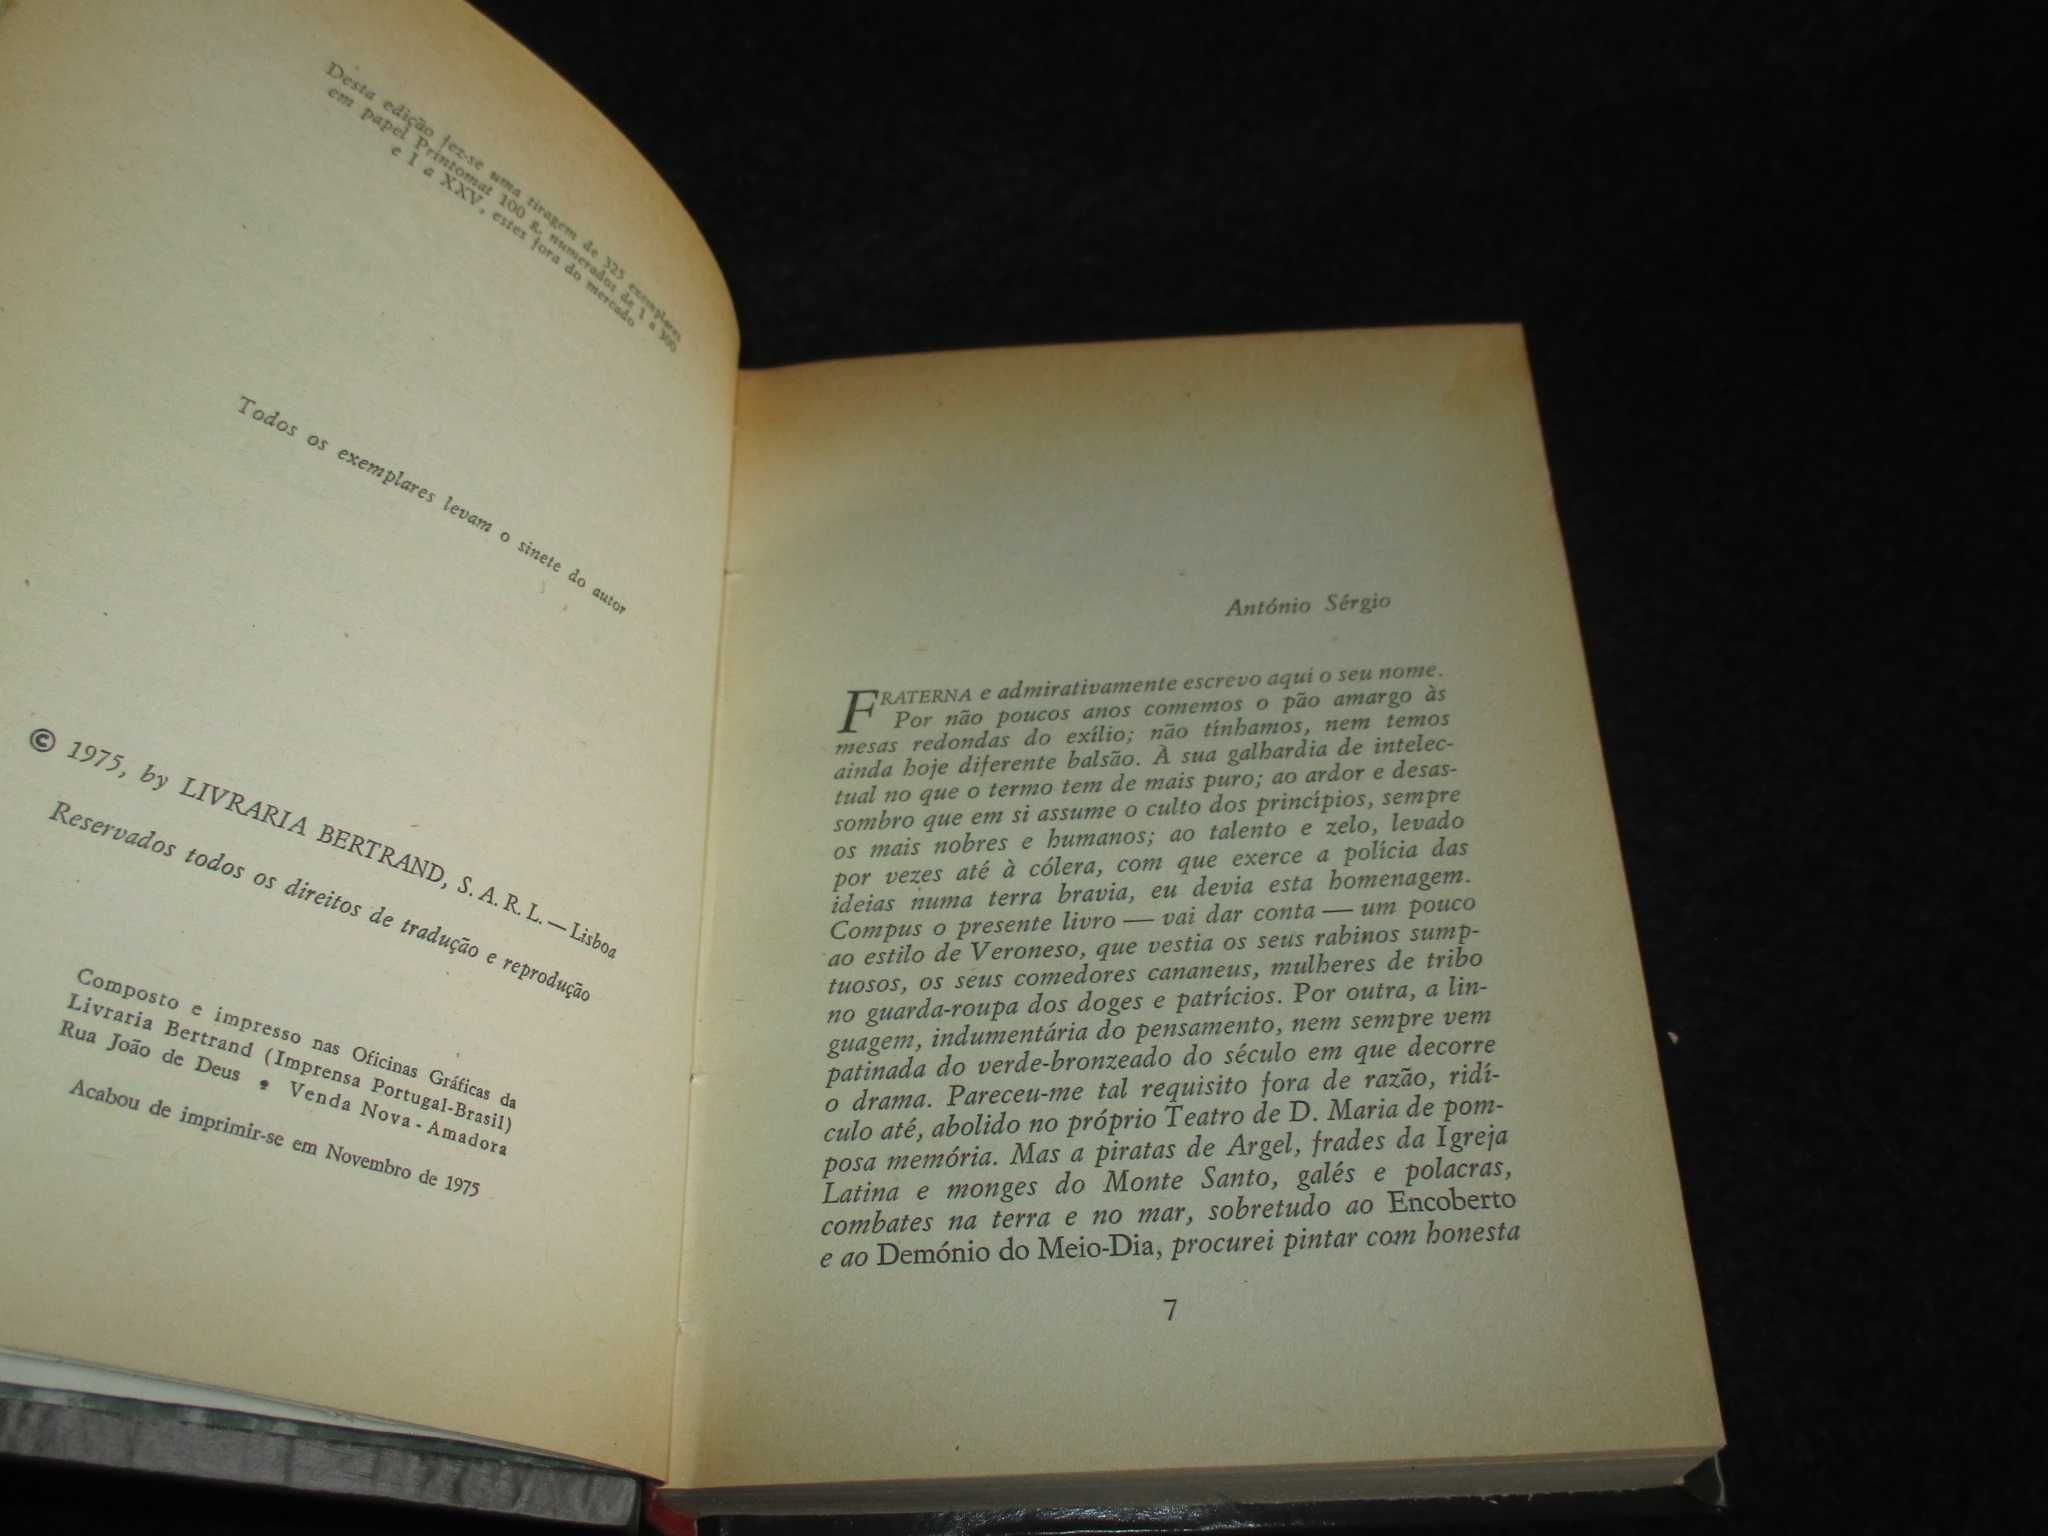 Desta edição fez-se uma tiragem de 325 exemplares
em papel Printomat 100 g, numerados de 1 a 300
e I a XXV, estes fora do mercado
Todos os exemplares levam o sinete do autor
© 1975, by LIVRARIA BERTRAND, S. A. R. L. — Lisboa
Reservados todos os direitos de tradução e reprodução
Composto e impresso nas Oficinas Gráficas da
Livraria Bertrand (Imprensa Portugal-Brasil)
Rua João de Deus • Venda Nova - Amadora
Acabou de imprimir-se em Novembro de 1975
António Sérgio
FRATERNA e admirativamente escrevo aqui o seu nome.
Por não poucos anos comemos o pão amargo às
mesas redondas do exílio; não tínhamos, nem temos
ainda hoje diferente balsão. À sua galhardia de intelec-
tual no que o termo tem de mais puro; ao ardor e desas-
sombro que em si assume o culto dos princípios, sempre
os mais nobres e humanos; ao talento e zelo, levado
por vezes até à cólera, com que exerce a polícia das
ideias numa terra bravia, eu devia esta homenagem.
Compus o presente livro — vai dar conta — um pouco
ao estilo de Veroneso, que vestia os seus rabinos sump-
tuosos, os seus comedores cananeus, mulheres de tribo
no guarda-roupa dos doges e patrícios. Por outra, a lin-
guagem, indumentária do pensamento, nem sempre vem
patinada do verde-bronzeado do século em que decorre
o drama. Pareceu-me tal requisito fora de razão, ridí-
culo até, abolido no próprio Teatro de D. Maria de pom-
posa memória. Mas a piratas de Argel, frades da Igreja
Latina e monges do Monte Santo, galés e polacras,
combates na terra e no mar, sobretudo ao Encoberto
e ao Demónio do Meio-Dia, procurei pintar com honesta
7